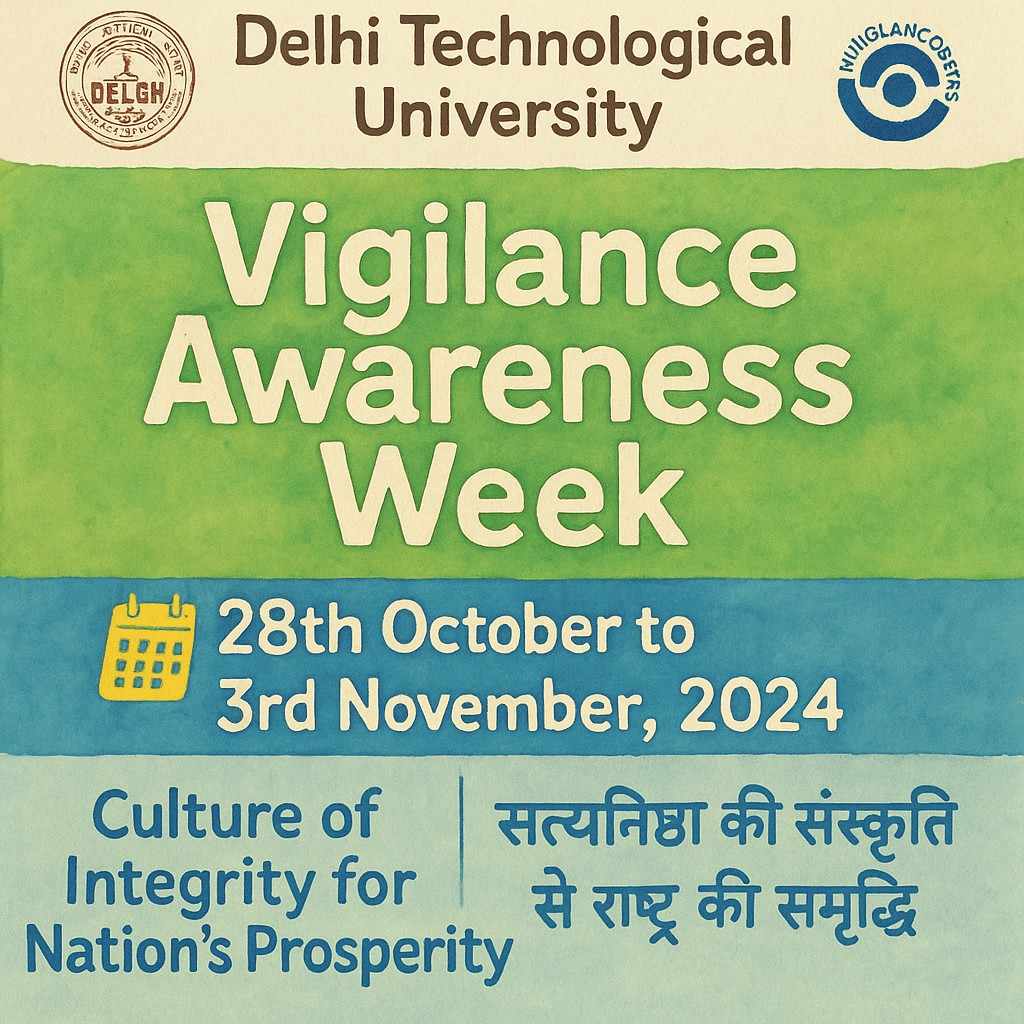 Delhi Technological
University
DELGH
Vigilance
Awareness
Week
28th October to
3rd November, 2024
Culture of
Integrity for
Nation's Prosperity
सत्यनिष्ठा की संस्कृति
से राष्ट्र की समृद्धि